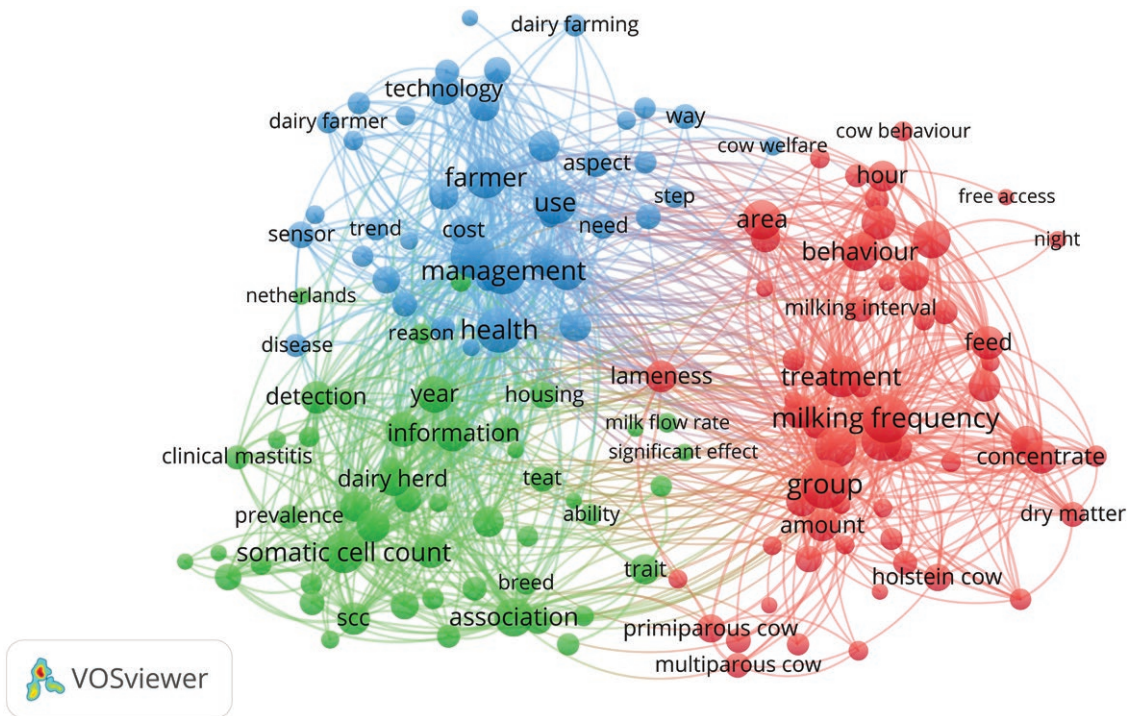 dairy farming
technology
dairy farmer
way
cow behaviour
cow welfare
aspect
hour
farmer
free access
use
step
area
sensor
trend
cost
need
night
behaviour
management
netherlands
milking interval
reason
health
disease
feed
lameness
treatment
detection
year
housing
milk flow rate
milking frequency
information
significant effect
clinical mastitis
concentrate
dairy herd
teat
group
prevalence
ability
dry matter
amount
somatic cell count
trait
holstein cow
breed
scc
association
primiparous cow
multiparous cow
VOSviewer